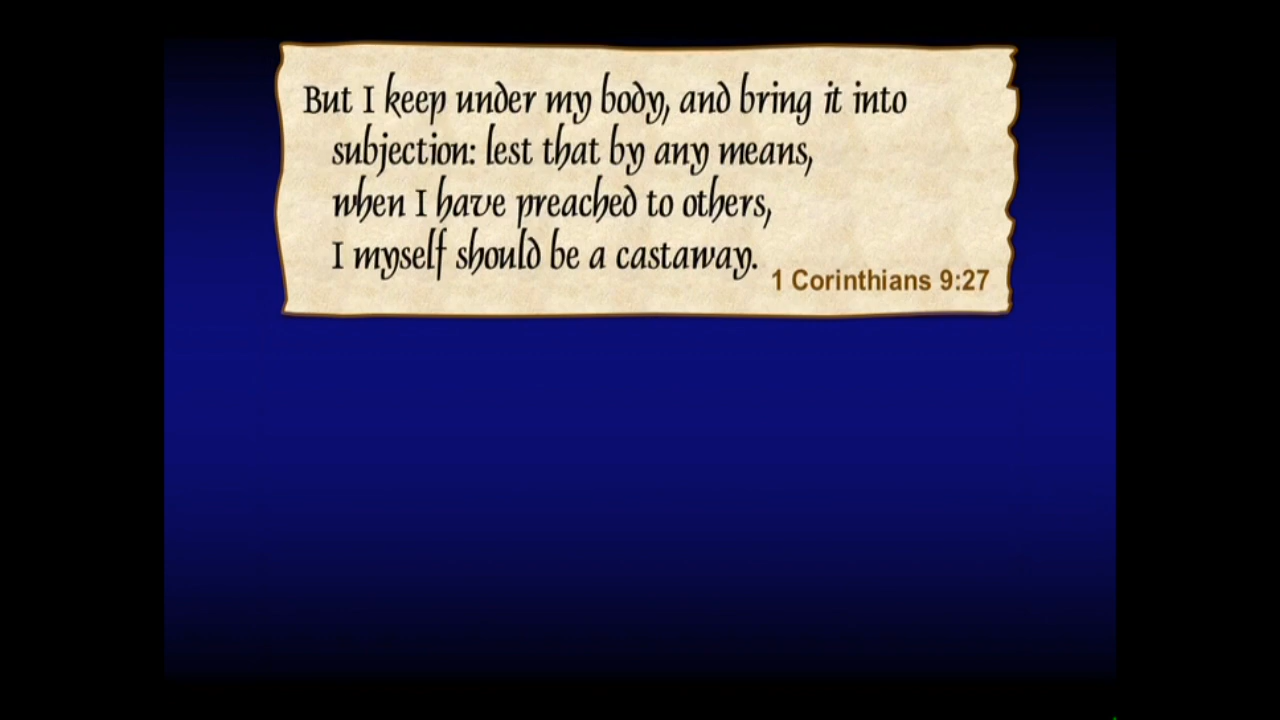 But I keep under my body, and bring it into
subjection: lest that by any means,
when I have preached to others,
I myself should be a castaway.
1 Corinthians 9:27